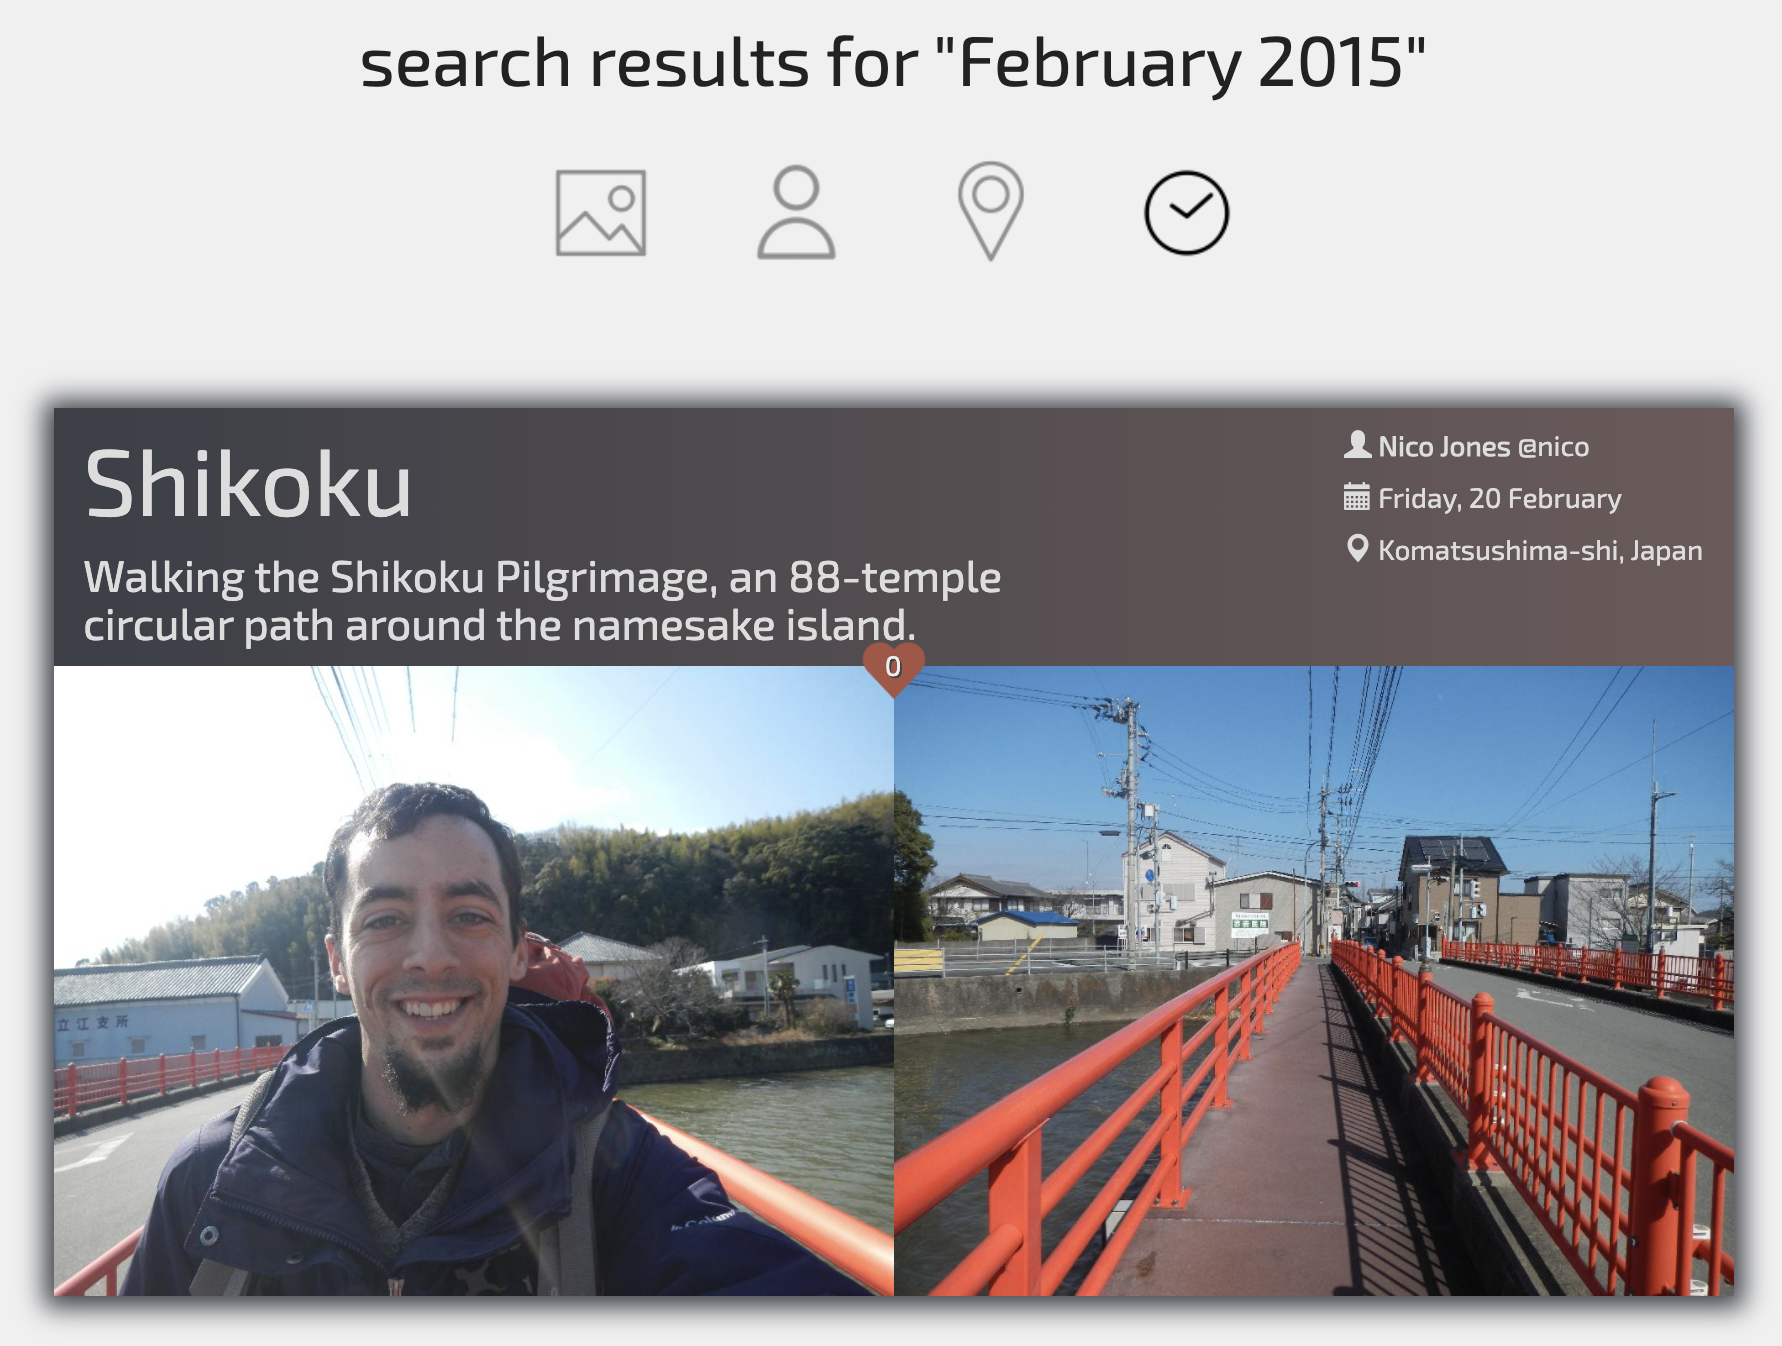 search results for "February 2015"
Shikoku
Walking the Shikoku Pilgrimage, an 88-temple
circular path around the namesake island.
Nico Jones @nico
Friday, 20 February
Komatsushima-shi, Japan
0
立江支所
Columbia